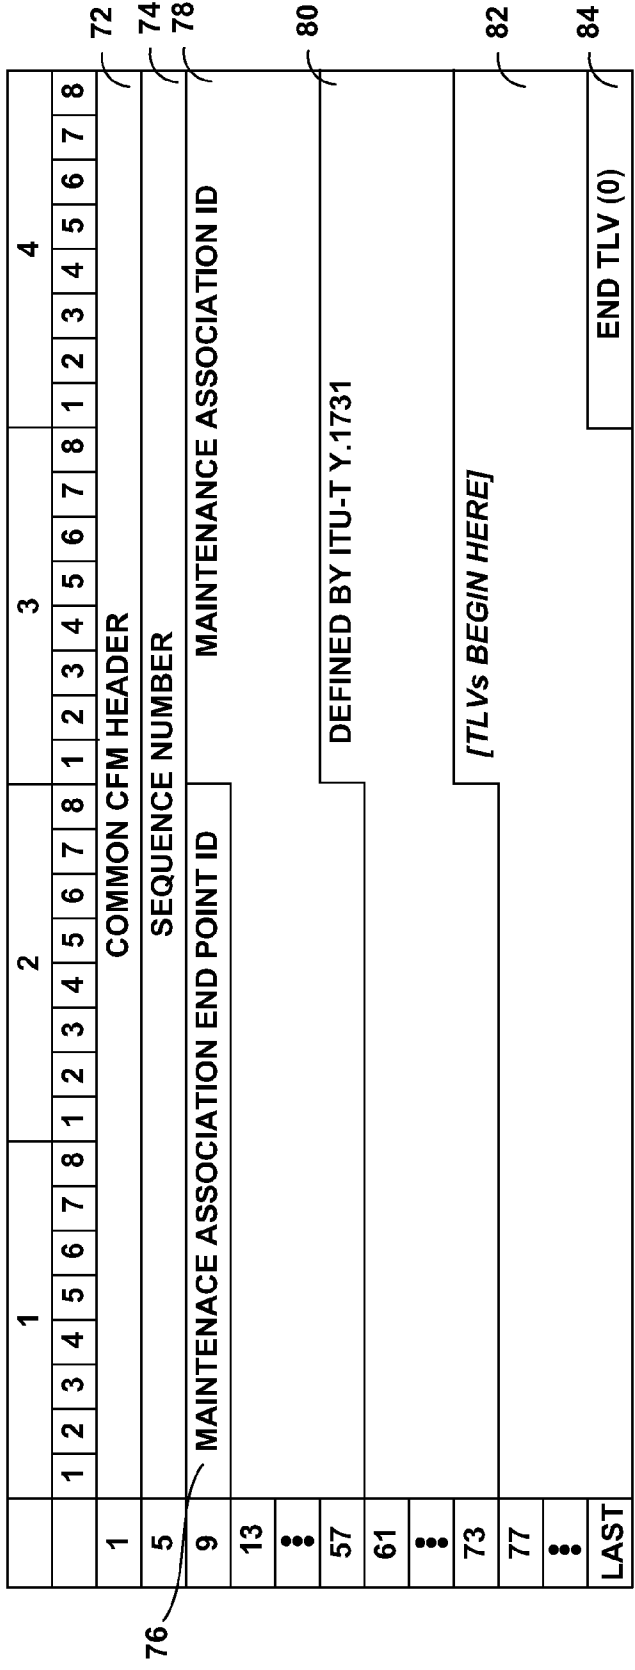 1 2 3 4
1 2 3 4 5 6 7 8 1 2 3 4 5 6 7 8 1 2 3 4 5 6 7 8 1 2 3 4 5 6 7 8
1 COMMON CFM HEADER 72
5 SEQUENCE NUMBER 74
76 9 MAINTENACE ASSOCIATION END POINT ID MAINTENANCE ASSOCIATION ID 78
13
•••
57 DEFINED BY ITU-T Y.1731 80
61
•••
73 [TLVs BEGIN HERE] 82
77
•••
LAST END TLV (0) 84